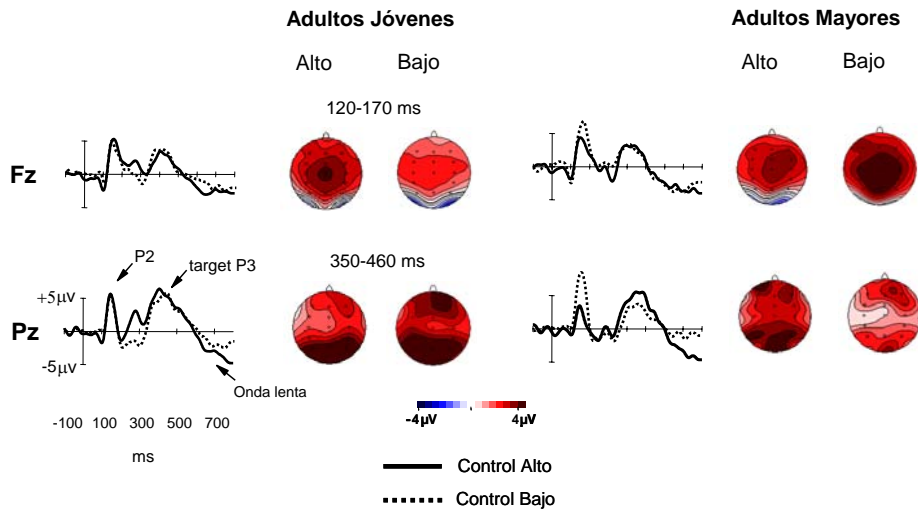 Adultos Jóvenes
Adultos Mayores
Alto Bajo
Alto Bajo
120-170 ms
Fz
350-460 ms
P2
target P3
+5µV
Pz
-5µV
Onda lenta
-4µV 4µV
-100 100 300 500 700
ms
Control Alto
Control Bajo